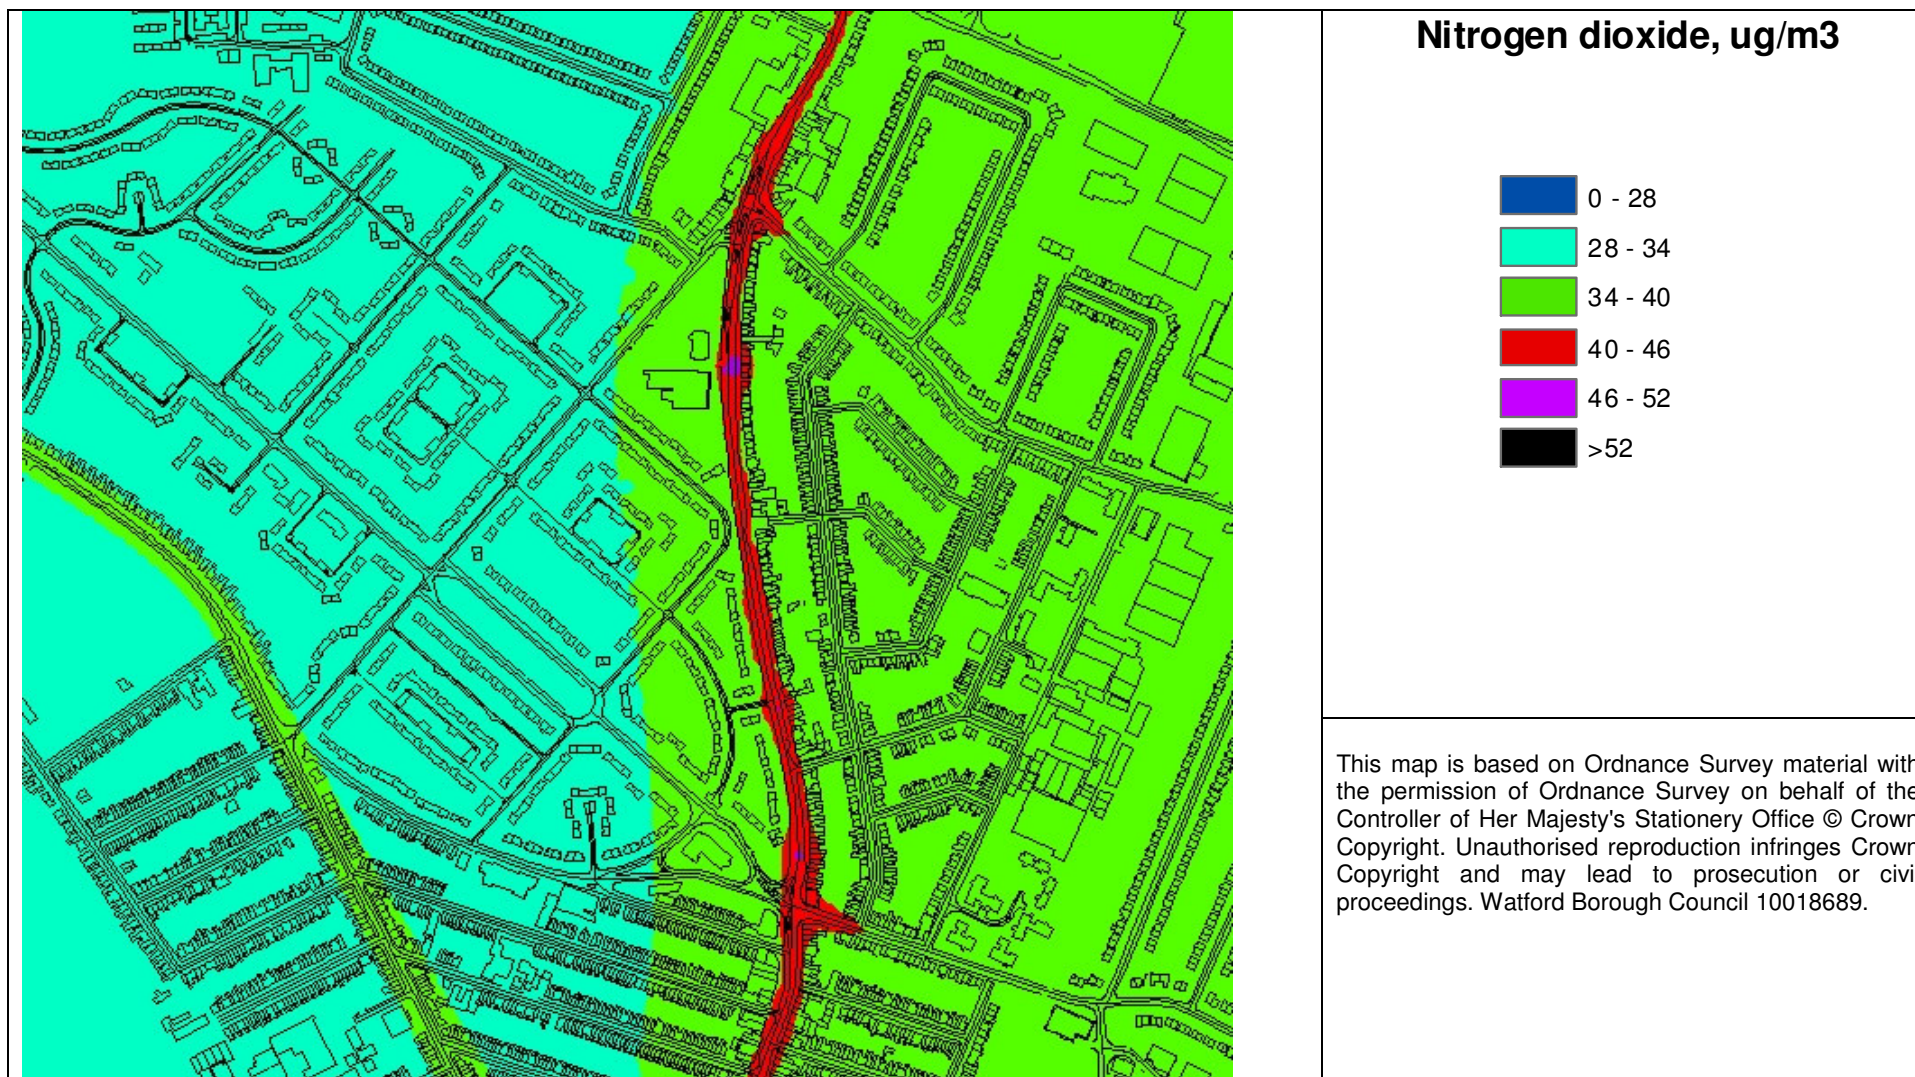 Nitrogen dioxide, ug/m3
0 - 28
28 - 34
34 - 40
40 - 46
46 - 52
>52
This map is based on Ordnance Survey material with
the permission of Ordnance Survey on behalf of the
Controller of Her Majesty's Stationery Office © Crown
Copyright. Unauthorised reproduction infringes Crown
Copyright and may lead to prosecution or civi
proceedings. Watford Borough Council 10018689.